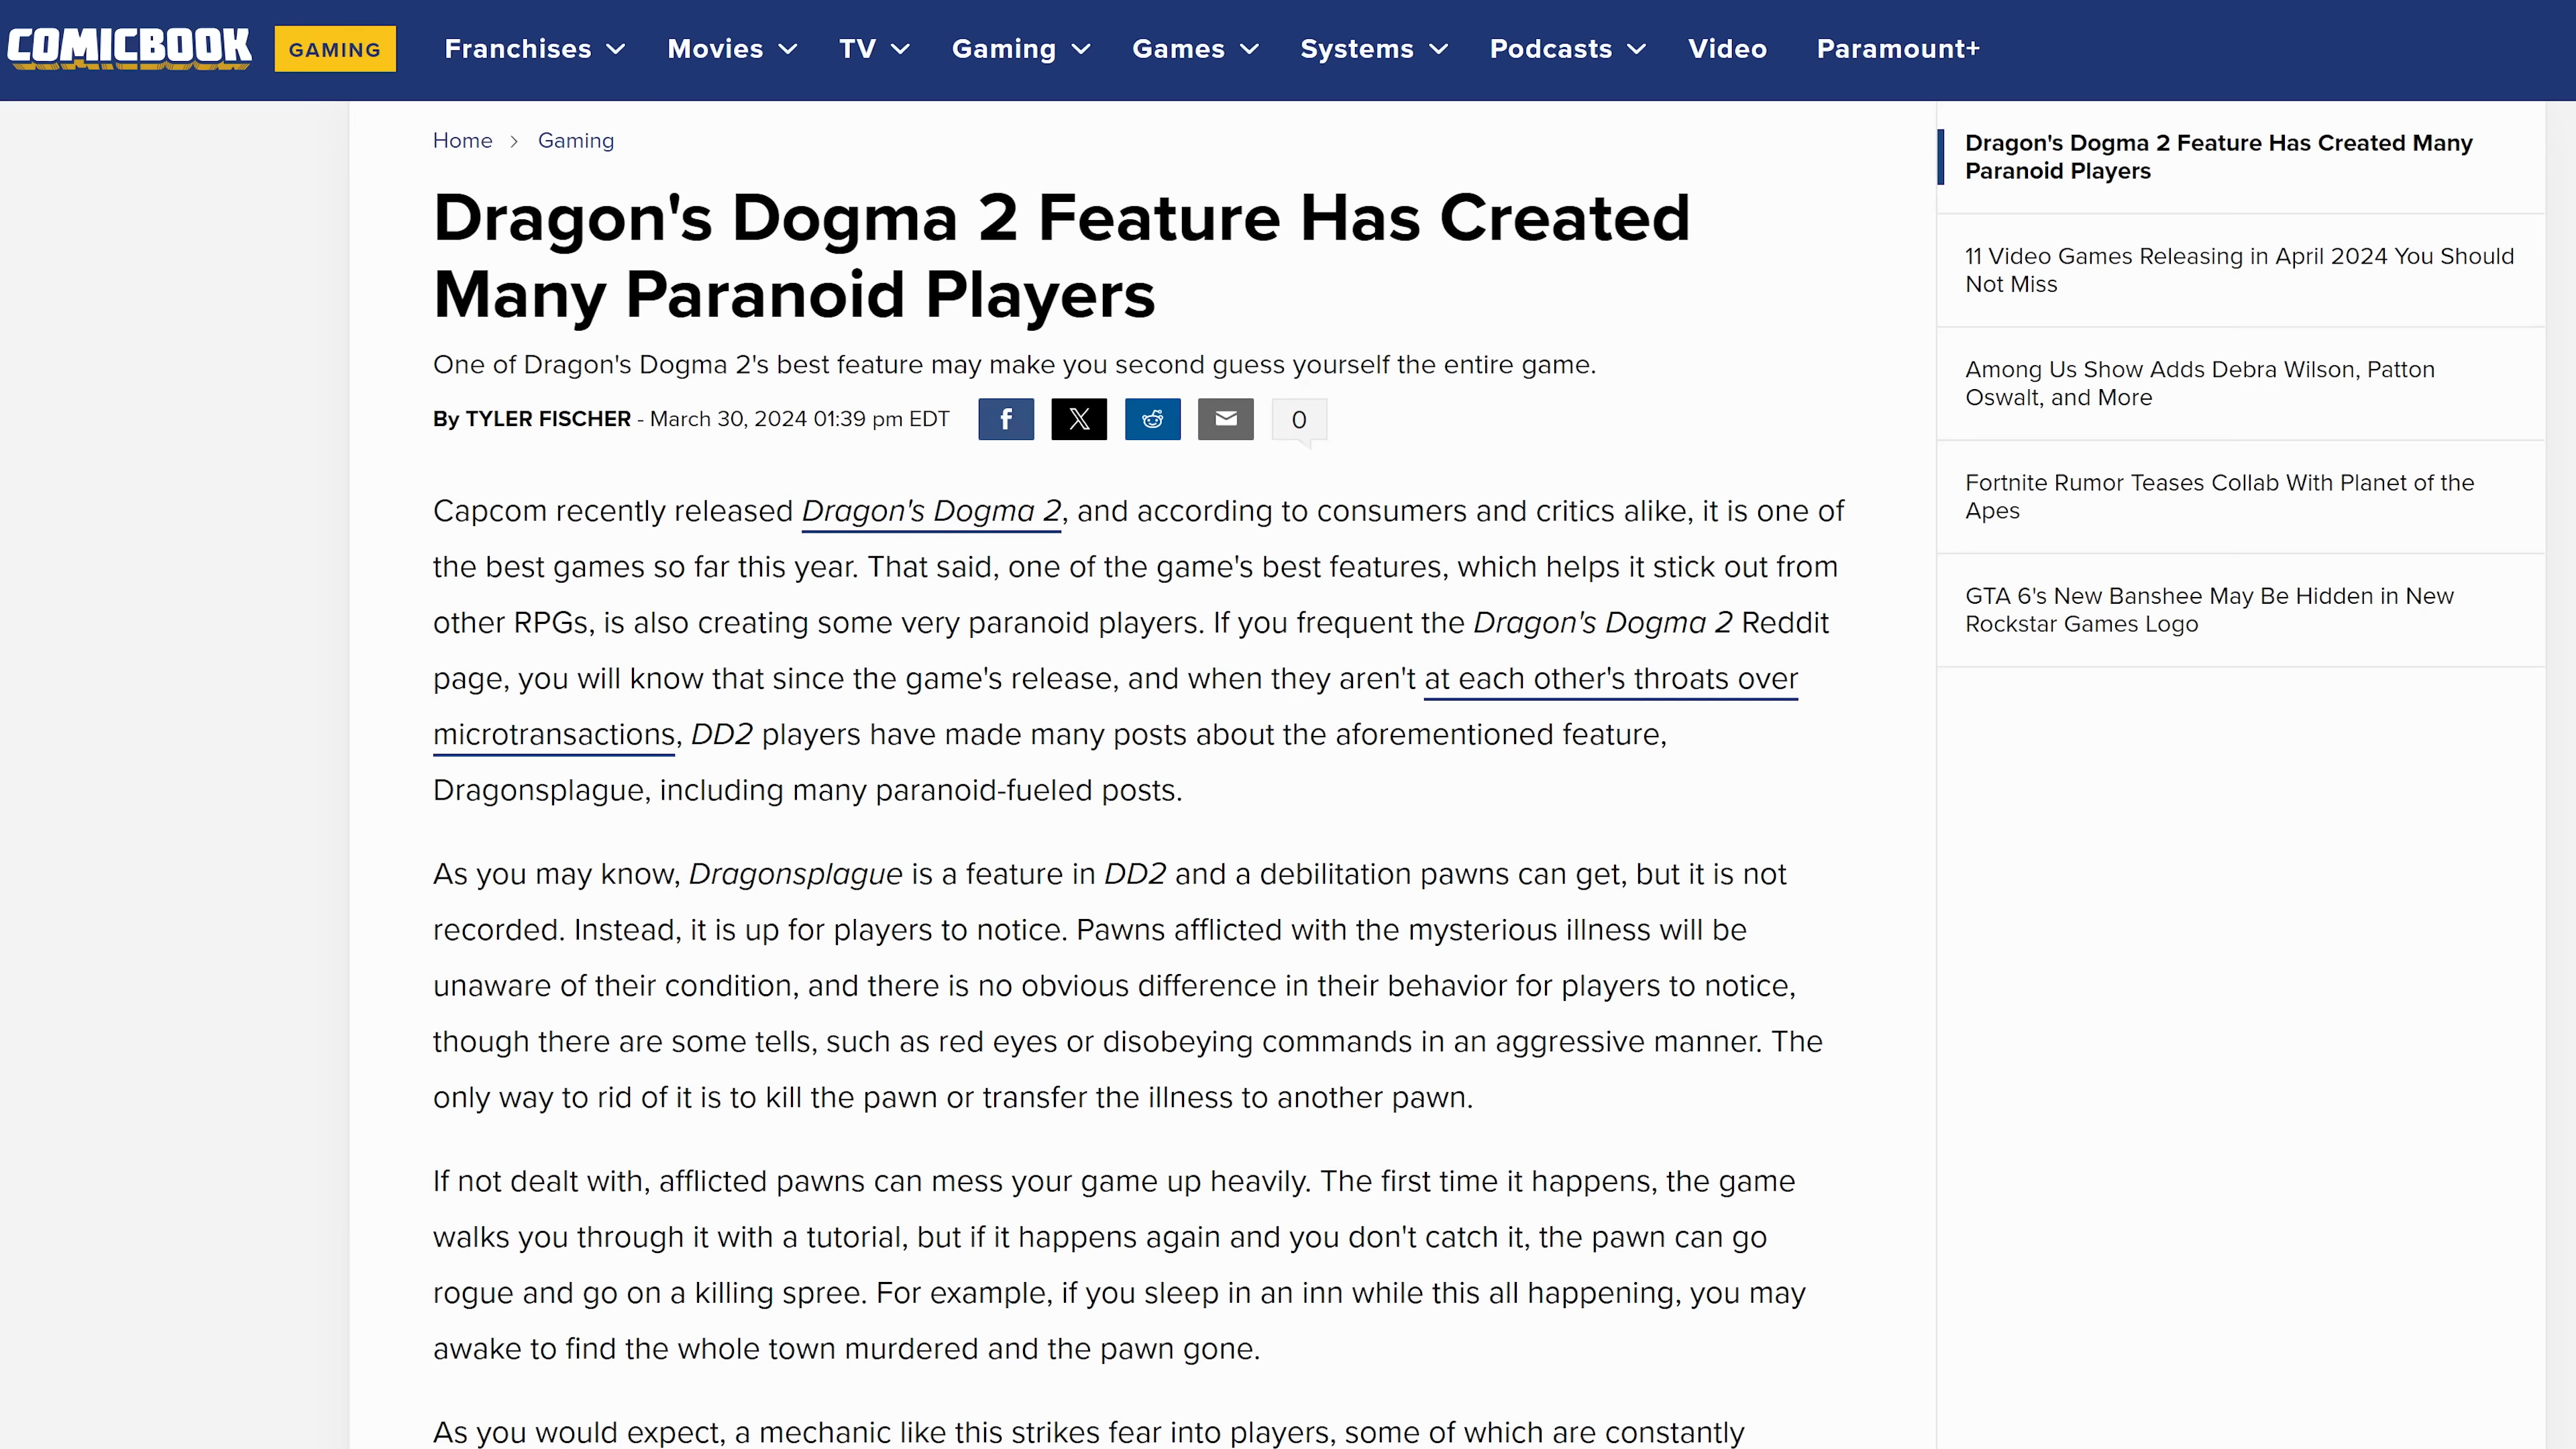 COMICBOOK GAMING Franchises Movies TV Gaming Games Systems Podcasts Video Paramount+
Home > Gaming
Dragon's Dogma 2 Feature Has Created
Many Paranoid Players
One of Dragon's Dogma 2's best feature may make you second guess yourself the entire game.
By TYLER FISCHER - March 30, 2024 01:39 pm EDT f X 0
Capcom recently released Dragon's Dogma 2, and according to consumers and critics alike, it is one of
the best games so far this year. That said, one of the game's best features, which helps it stick out from
other RPGs, is also creating some very paranoid players. If you frequent the Dragon's Dogma 2 Reddit
page, you will know that since the game's release, and when they aren't at each other's throats over
microtransactions, DD2 players have made many posts about the aforementioned feature,
Dragonsplague, including many paranoid-fueled posts.
As you may know, Dragonsplague is a feature in DD2 and a debilitation pawns can get, but it is not
recorded. Instead, it is up for players to notice. Pawns afflicted with the mysterious illness will be
unaware of their condition, and there is no obvious difference in their behavior for players to notice,
though there are some tells, such as red eyes or disobeying commands in an aggressive manner. The
only way to rid of it is to kill the pawn or transfer the illness to another pawn.
If not dealt with, afflicted pawns can mess your game up heavily. The first time it happens, the game
walks you through it with a tutorial, but if it happens again and you don't catch it, the pawn can go
rogue and go on a killing spree. For example, if you sleep in an inn while this all happening, you may
awake to find the whole town murdered and the pawn gone.
As you would expect, a mechanic like this strikes fear into players, some of which are constantly
Dragon's Dogma 2 Feature Has Created Many
Paranoid Players
11 Video Games Releasing in April 2024 You Should
Not Miss
Among Us Show Adds Debra Wilson, Patton
Oswalt, and More
Fortnite Rumor Teases Collab With Planet of the
Apes
GTA 6's New Banshee May Be Hidden in New
Rockstar Games Logo